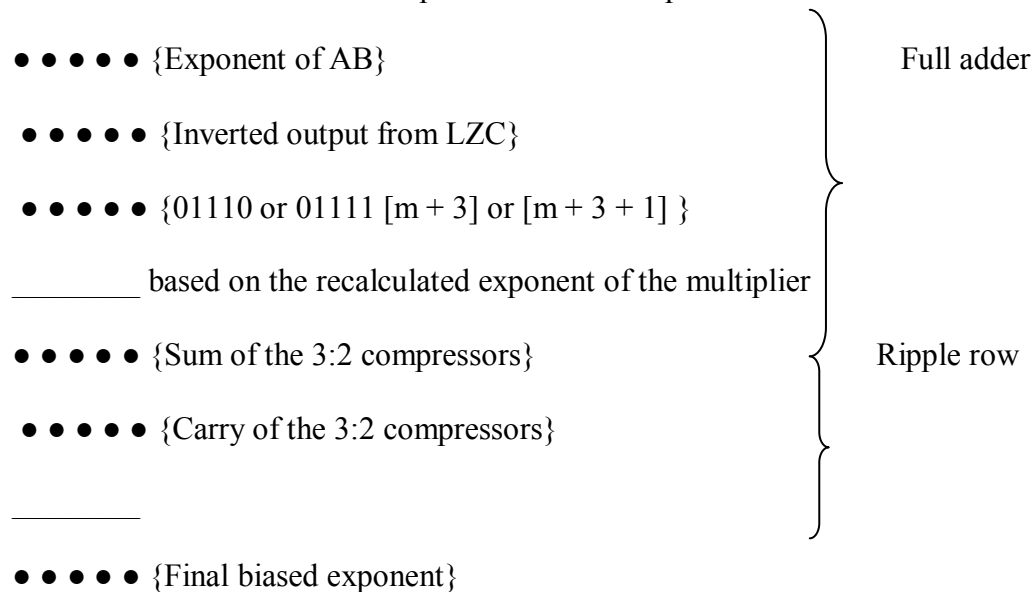 ● ● ● ● ● {Exponent of AB} Full adder
● ● ● ● ● {Inverted output from LZC}
● ● ● ● ● {01110 or 01111 [m + 3] or [m + 3 + 1] }
_________ based on the recalculated exponent of the multiplier
● ● ● ● ● {Sum of the 3:2 compressors} Ripple row
● ● ● ● ● {Carry of the 3:2 compressors}
_________
● ● ● ● ● {Final biased exponent}